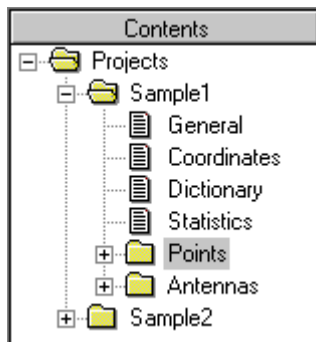 Contents
Projects
Sample1
General
Coordinates
Dictionary
Statistics
Points
Antennas
Sample2